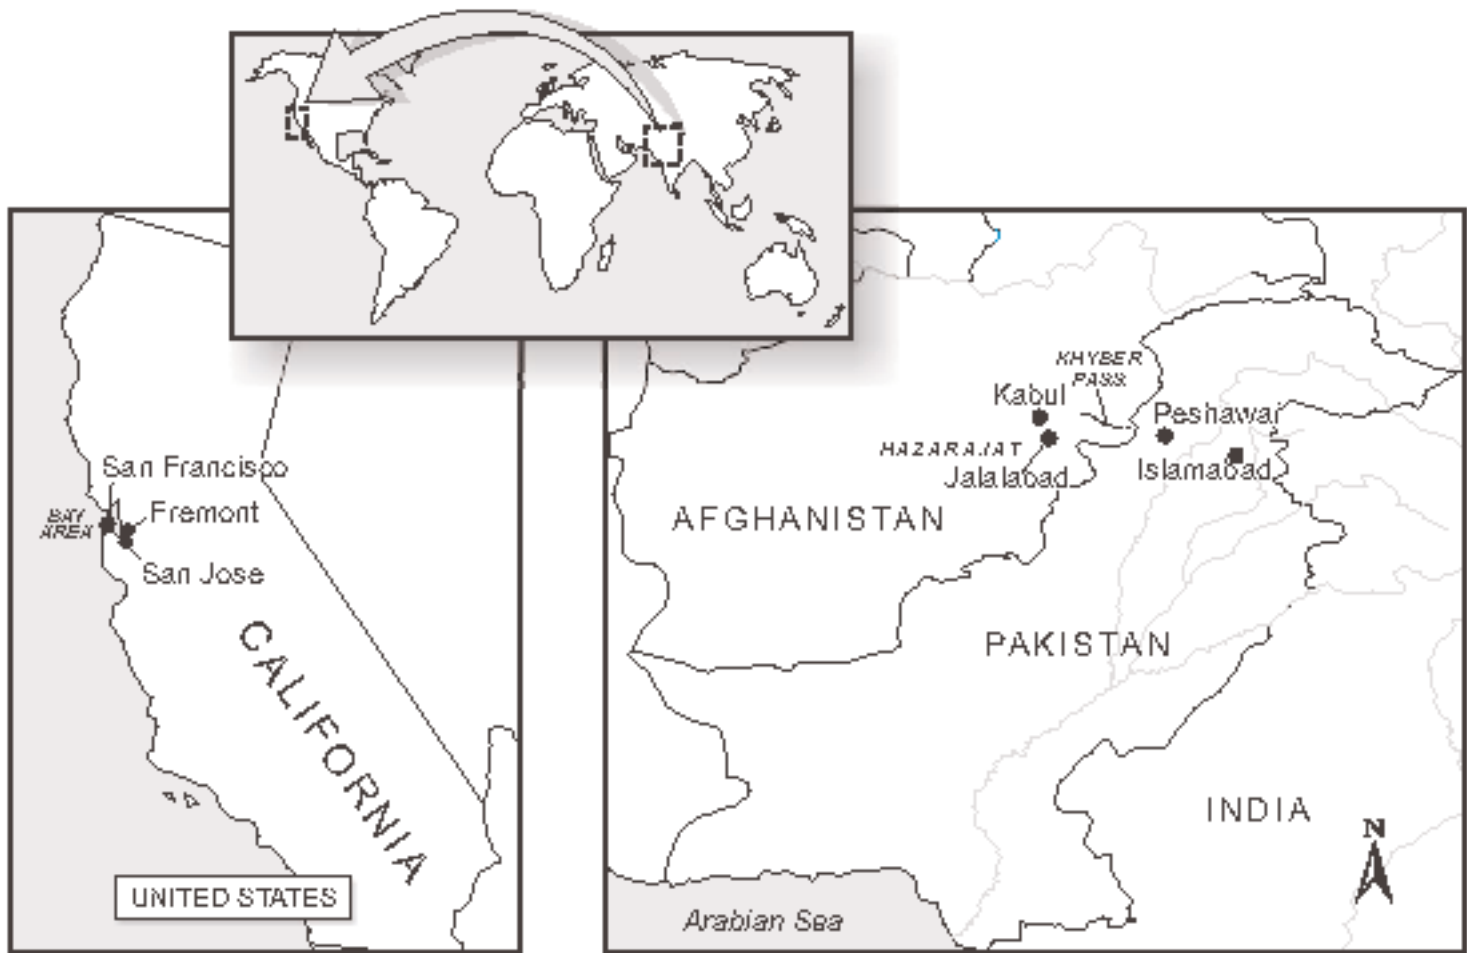 San Francisco
BAY
AREA
Fremont
San Jose
CALIFORNIA
UNITED STATES
KHYBER
PASS
Kabul
Peshawar
HAZARAJAT
Jalalabad
Islamabad
AFGHANISTAN
PAKISTAN
INDIA
N
Arabian Sea